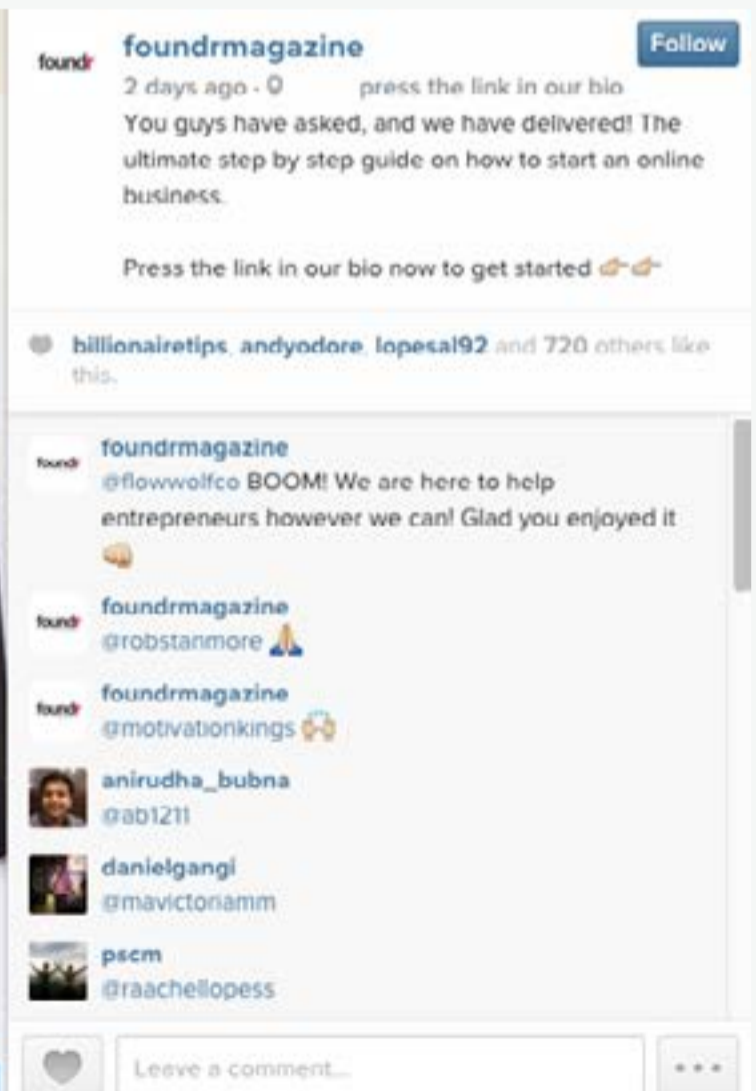 foundr
foundrmagazine
Follow
2 days ago · press the link in our bio
You guys have asked, and we have delivered! The
ultimate step by step guide on how to start an online
business.
Press the link in our bio now to get started 👉👉
billionairetips, andyodore, lopesal92 and 720 others like
this.
foundr
foundrmagazine
@flowwolfco BOOM! We are here to help
entrepreneurs however we can! Glad you enjoyed it
👊
foundr
foundrmagazine
@robstanmore 🙏
foundr
foundrmagazine
@motivationkings 🙌
anirudha_bubna
@ab1211
danielgangi
@mavictoriamm
pscm
@raachellopess
Leave a comment...